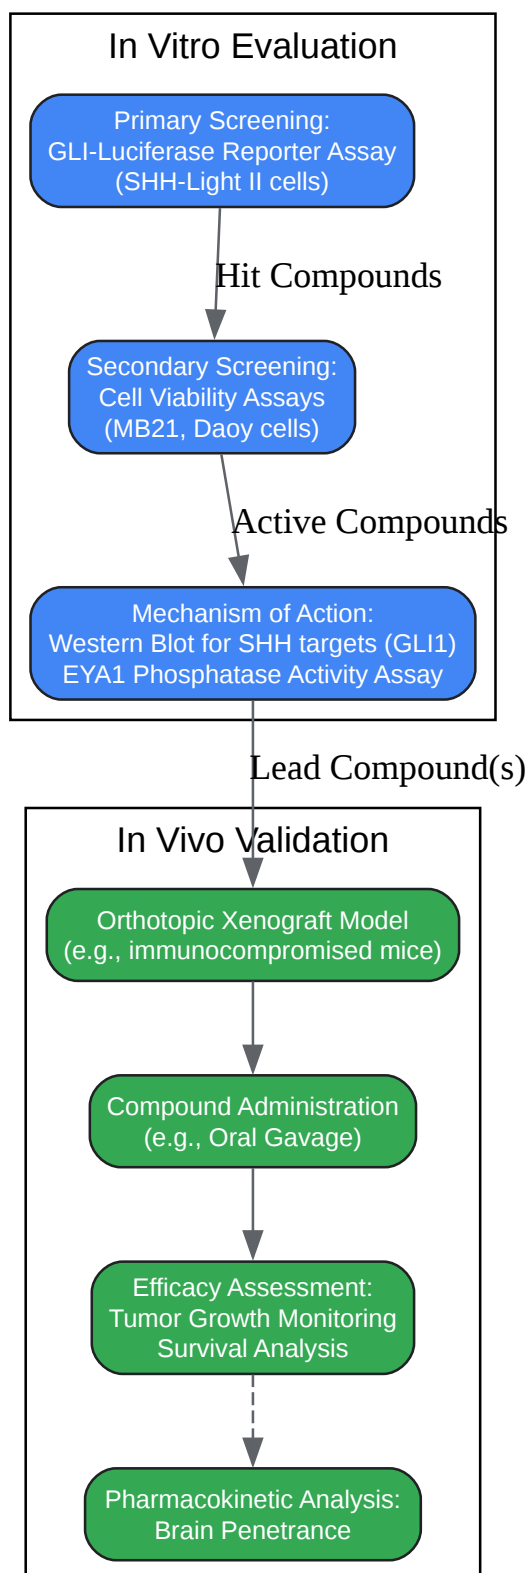 In Vitro Evaluation
Primary Screening:
GLI-Luciferase Reporter Assay
(SHH-Light II cells)
Hit Compounds
Secondary Screening:
Cell Viability Assays
(MB21, Daoy cells)
Active Compounds
Mechanism of Action:
Western Blot for SHH targets (GLI1)
EYA1 Phosphatase Activity Assay
Lead Compound(s)
In Vivo Validation
Orthotopic Xenograft Model
(e.g., immunocompromised mice)
Compound Administration
(e.g., Oral Gavage)
Efficacy Assessment:
Tumor Growth Monitoring
Survival Analysis
Pharmacokinetic Analysis:
Brain Penetrance